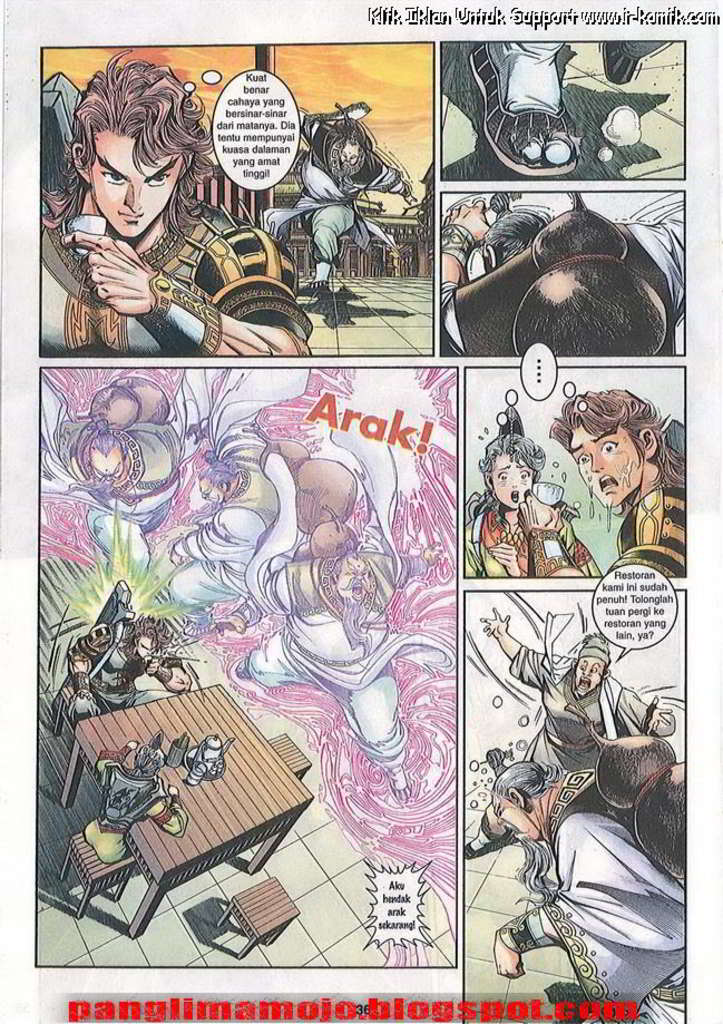 Klik Iklan Untuk Support www.ir-komik.com
Kuat
benar
cahaya yang
bersinar-sinar
dari matanya. Dia
tentu mempunyai
kuasa dalaman
yang amat
tinggi!
Arak!
....
Restoran
kami ini sudah
penuh! Tolonglah
tuan pergi ke
restoran yang
lain, ya?
Aku
hendak
arak
sekarang!
36
panglimamojo.blogspot.com